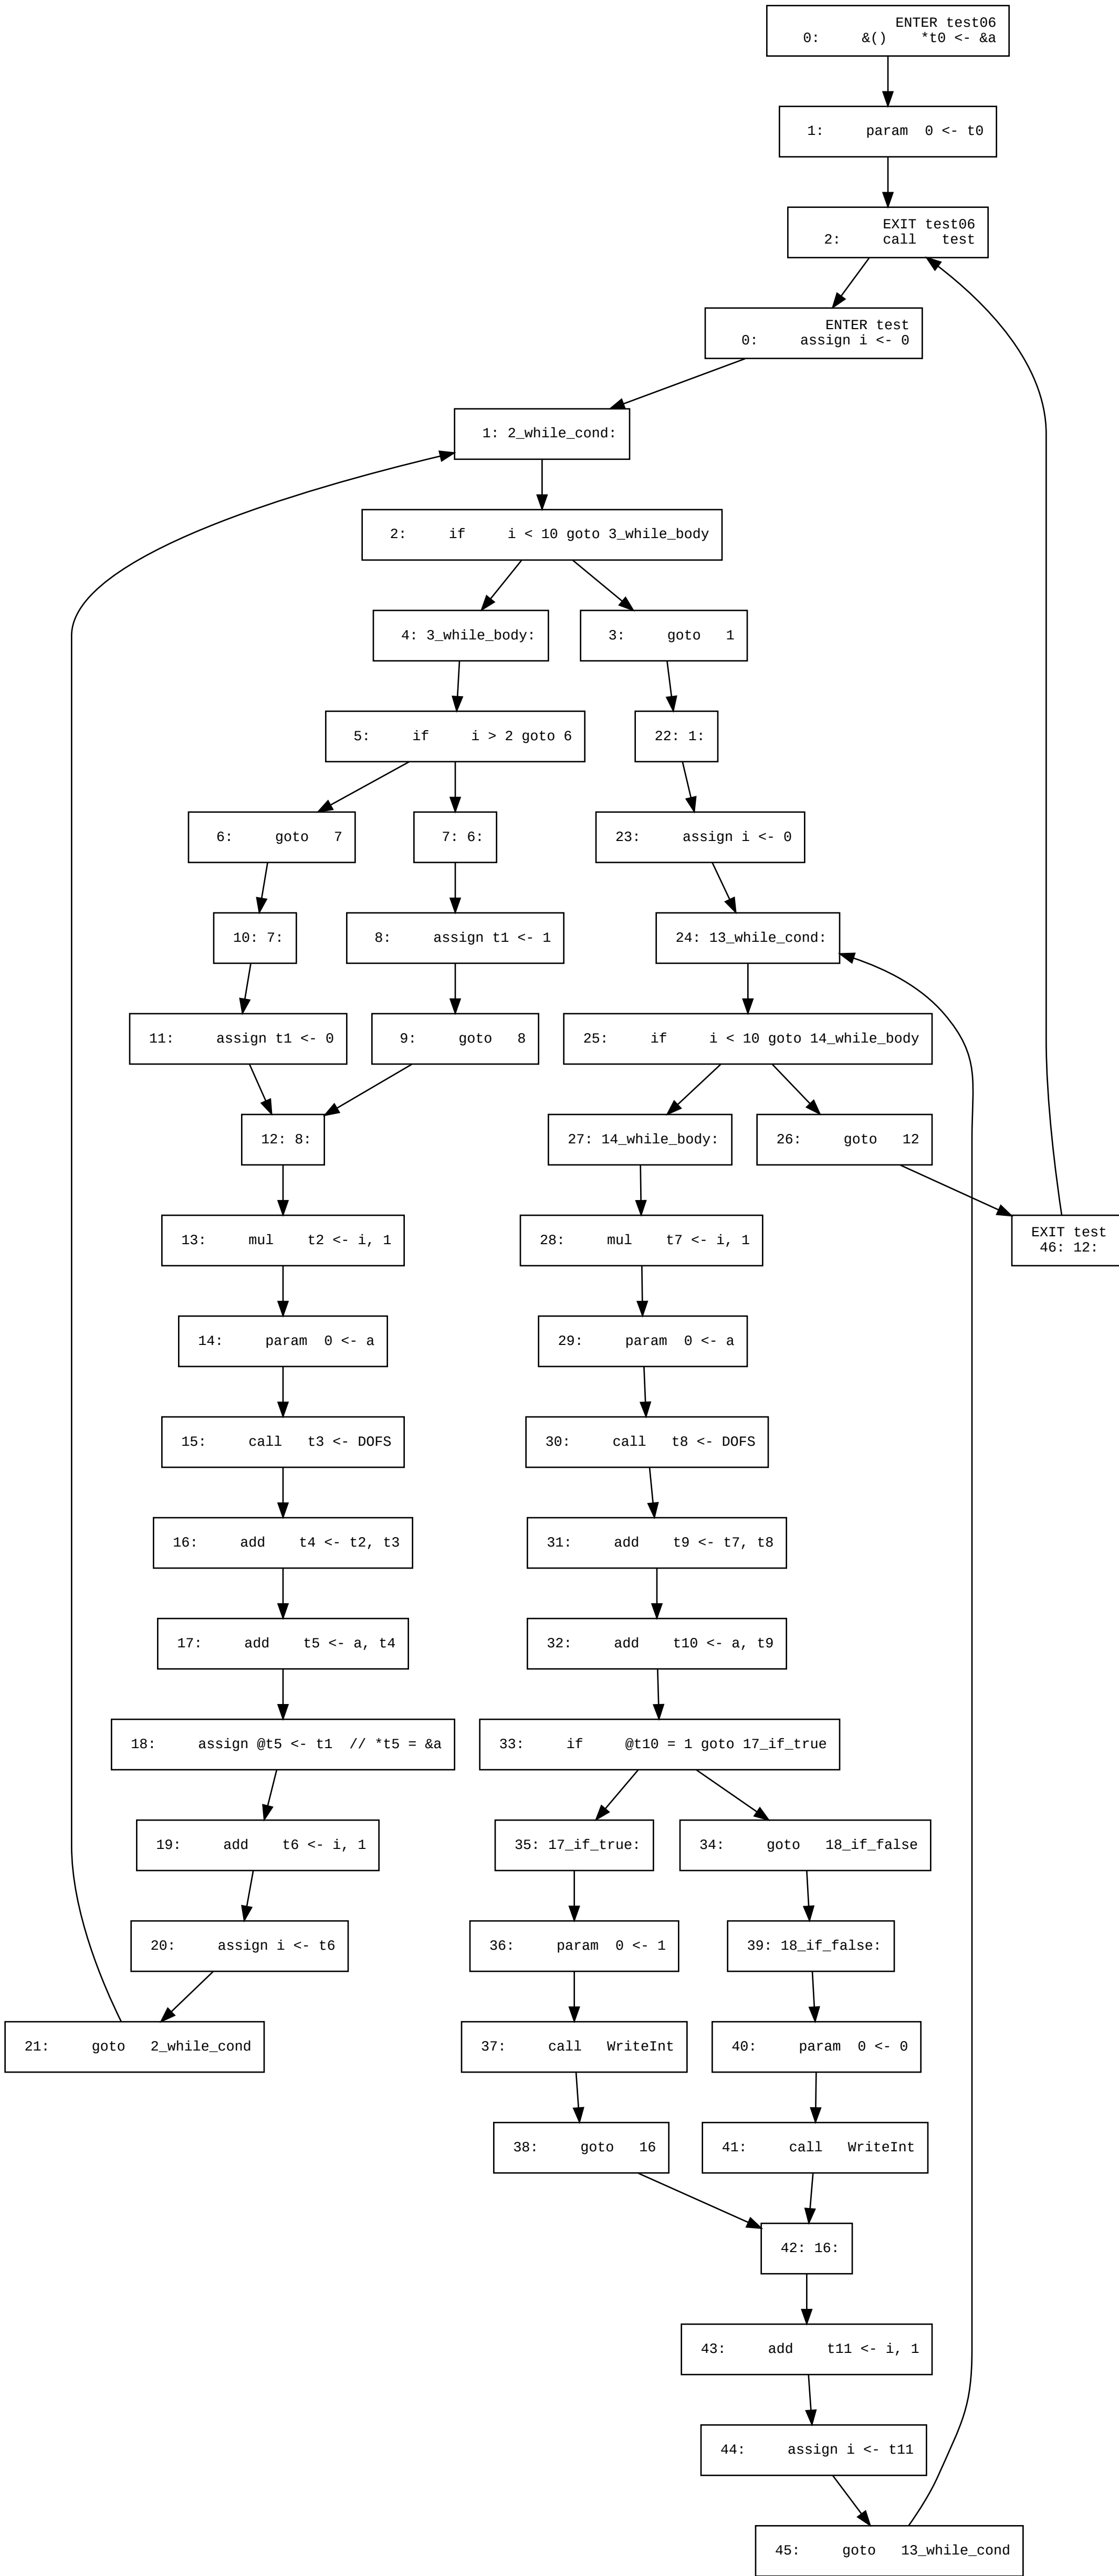 ENTER test06
0: &() *t0 <- &a
1: param 0 <- t0
EXIT test06
2: call test
ENTER test
0: assign i <- 0
1: 2_while_cond:
2: if i < 10 goto 3_while_body
4: 3_while_body:
3: goto 1
5: if i > 2 goto 6
22: 1:
6: goto 7
7: 6:
23: assign i <- 0
10: 7:
8: assign t1 <- 1
24: 13_while_cond:
11: assign t1 <- 0
9: goto 8
25: if i < 10 goto 14_while_body
12: 8:
27: 14_while_body:
26: goto 12
13: mul t2 <- i, 1
28: mul t7 <- i, 1
EXIT test
46: 12:
14: param 0 <- a
29: param 0 <- a
15: call t3 <- DOFS
30: call t8 <- DOFS
16: add t4 <- t2, t3
31: add t9 <- t7, t8
17: add t5 <- a, t4
32: add t10 <- a, t9
18: assign @t5 <- t1 // *t5 = &a
33: if @t10 = 1 goto 17_if_true
19: add t6 <- i, 1
35: 17_if_true:
34: goto 18_if_false
20: assign i <- t6
36: param 0 <- 1
39: 18_if_false:
21: goto 2_while_cond
37: call WriteInt
40: param 0 <- 0
38: goto 16
41: call WriteInt
42: 16:
43: add t11 <- i, 1
44: assign i <- t11
45: goto 13_while_cond